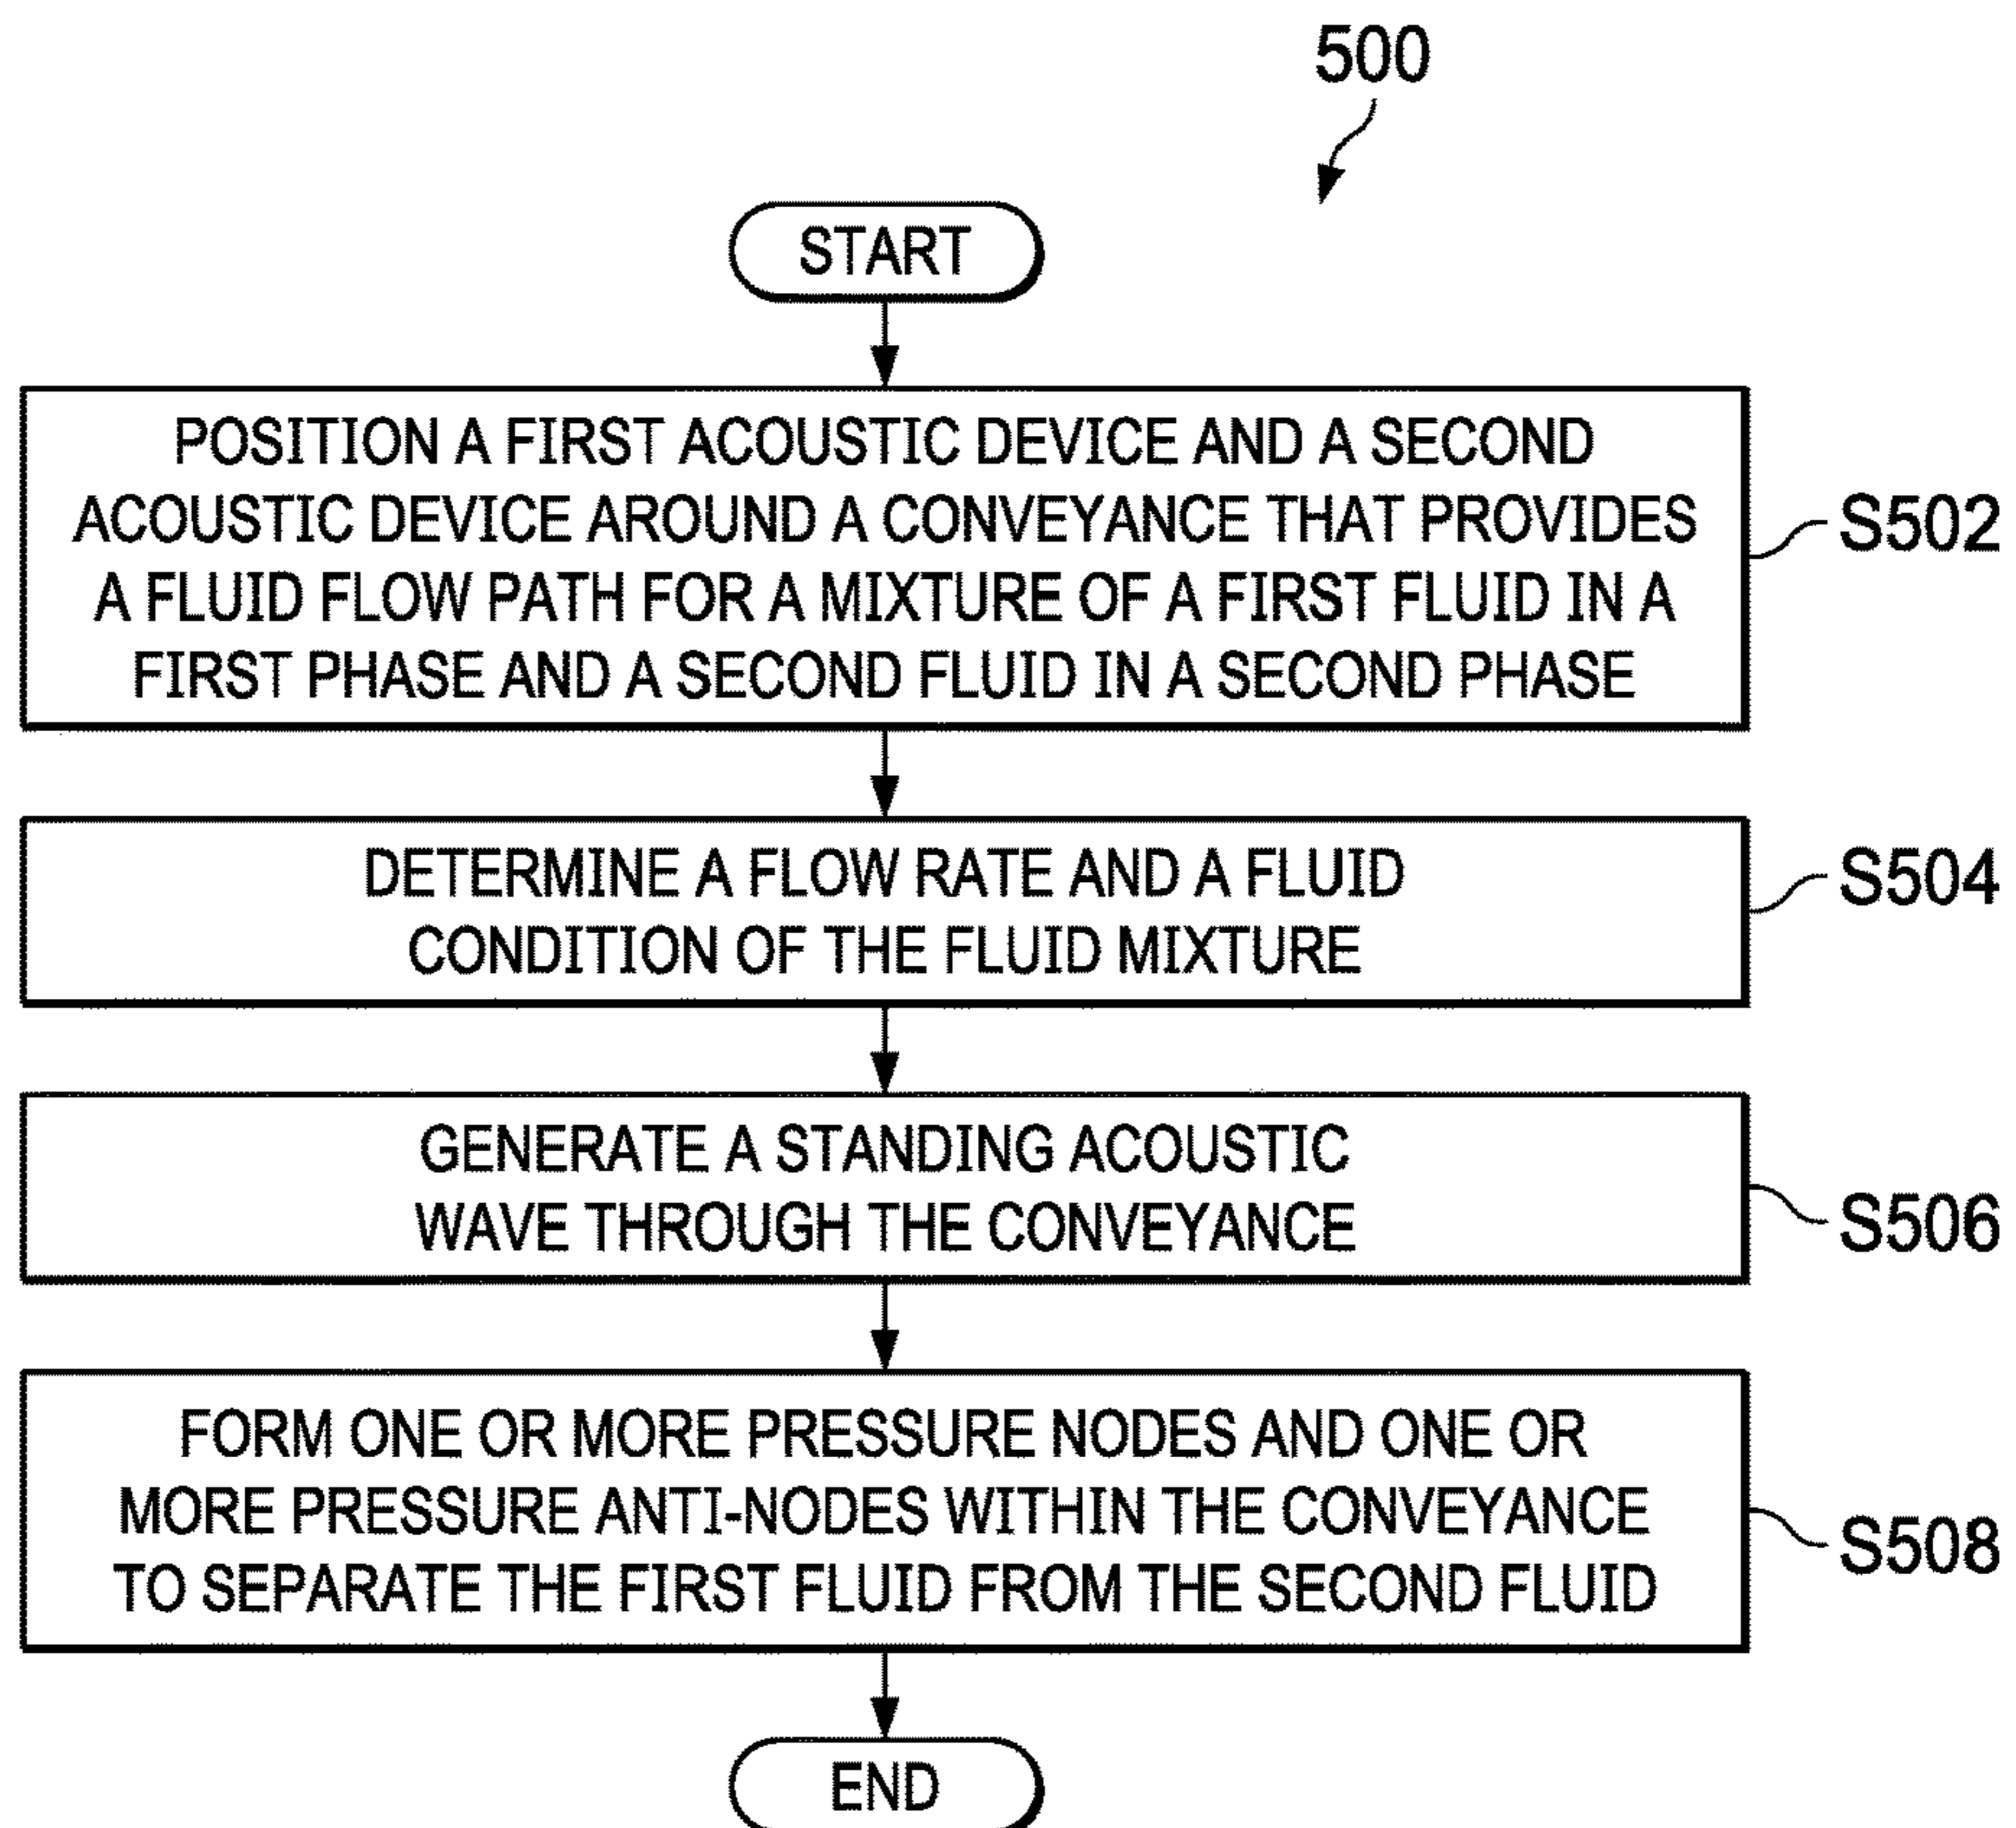 500
START
POSITION A FIRST ACOUSTIC DEVICE AND A SECOND
ACOUSTIC DEVICE AROUND A CONVEYANCE THAT PROVIDES
A FLUID FLOW PATH FOR A MIXTURE OF A FIRST FLUID IN A
FIRST PHASE AND A SECOND FLUID IN A SECOND PHASE
S502
DETERMINE A FLOW RATE AND A FLUID
CONDITION OF THE FLUID MIXTURE
S504
GENERATE A STANDING ACOUSTIC
WAVE THROUGH THE CONVEYANCE
S506
FORM ONE OR MORE PRESSURE NODES AND ONE OR
MORE PRESSURE ANTI-NODES WITHIN THE CONVEYANCE
TO SEPARATE THE FIRST FLUID FROM THE SECOND FLUID
S508
END